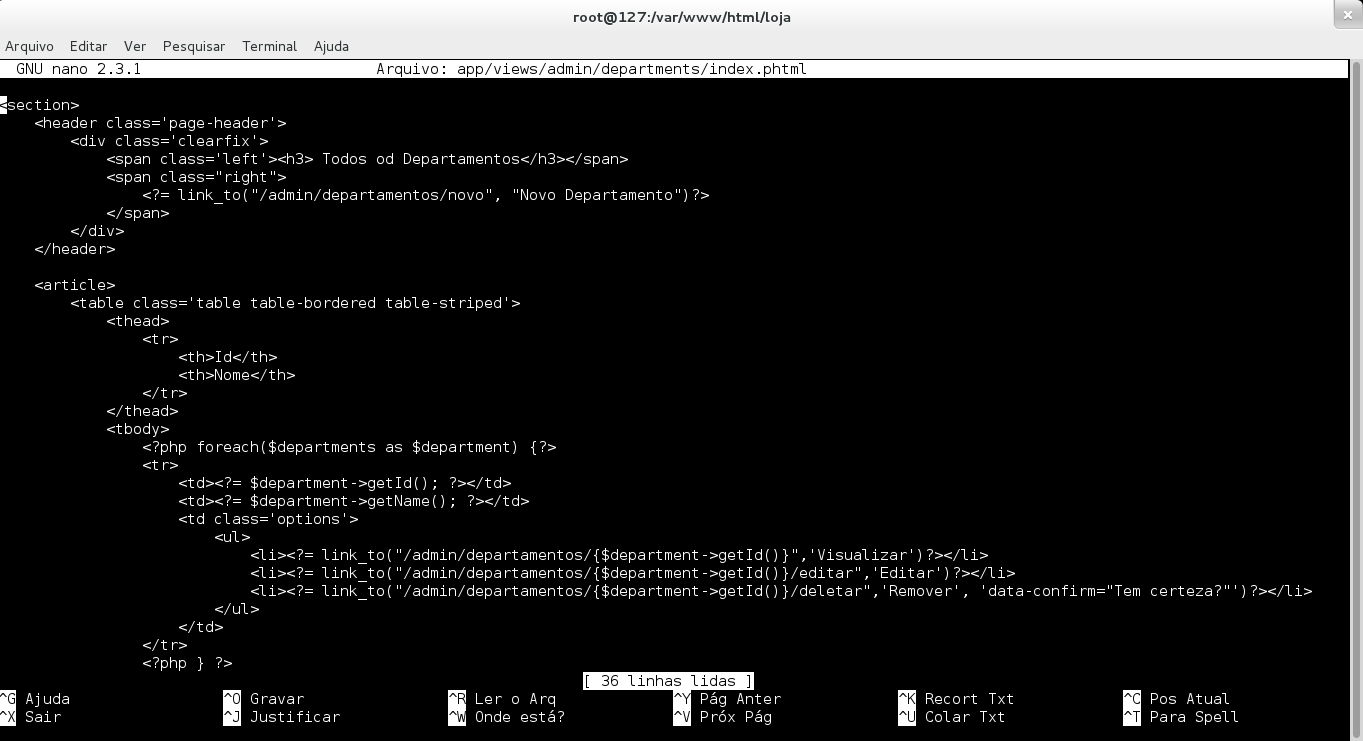 root@127:/var/www/html/loja
Arquivo Editar Ver Pesquisar Terminal Ajuda
GNU nano 2.3.1 Arquivo: app/views/admin/departments/index.phtml
<section>
    <header class='page-header'>
        <div class='clearfix'>
            <span class='left'><h3> Todos od Departamentos</h3></span>
            <span class="right">
                <?= link_to("/admin/departamentos/novo", "Novo Departamento")?>
            </span>
        </div>
    </header>
    <article>
        <table class='table table-bordered table-striped'>
            <thead>
                <tr>
                    <th>Id</th>
                    <th>Nome</th>
                </tr>
            </thead>
            <tbody>
                <?php foreach($departments as $department) {?>
                <tr>
                    <td><?= $department->getId(); ?></td>
                    <td><?= $department->getName(); ?></td>
                    <td class='options'>
                        <ul>
                            <li><?= link_to("/admin/departamentos/{$department->getId()}",'Visualizar')?></li>
                            <li><?= link_to("/admin/departamentos/{$department->getId()}/editar",'Editar')?></li>
                            <li><?= link_to("/admin/departamentos/{$department->getId()}/deletar",'Remover', 'data-confirm="Tem certeza?"')?></li>
                        </ul>
                    </td>
                </tr>
                <?php } ?>
[ 36 linhas lidas ]
^G Ajuda ^O Gravar ^R Ler o Arq ^Y Pág Anter ^K Recort Txt ^C Pos Atual
^X Sair ^J Justificar ^W Onde está? ^V Próx Pág ^U Colar Txt ^T Para Spell